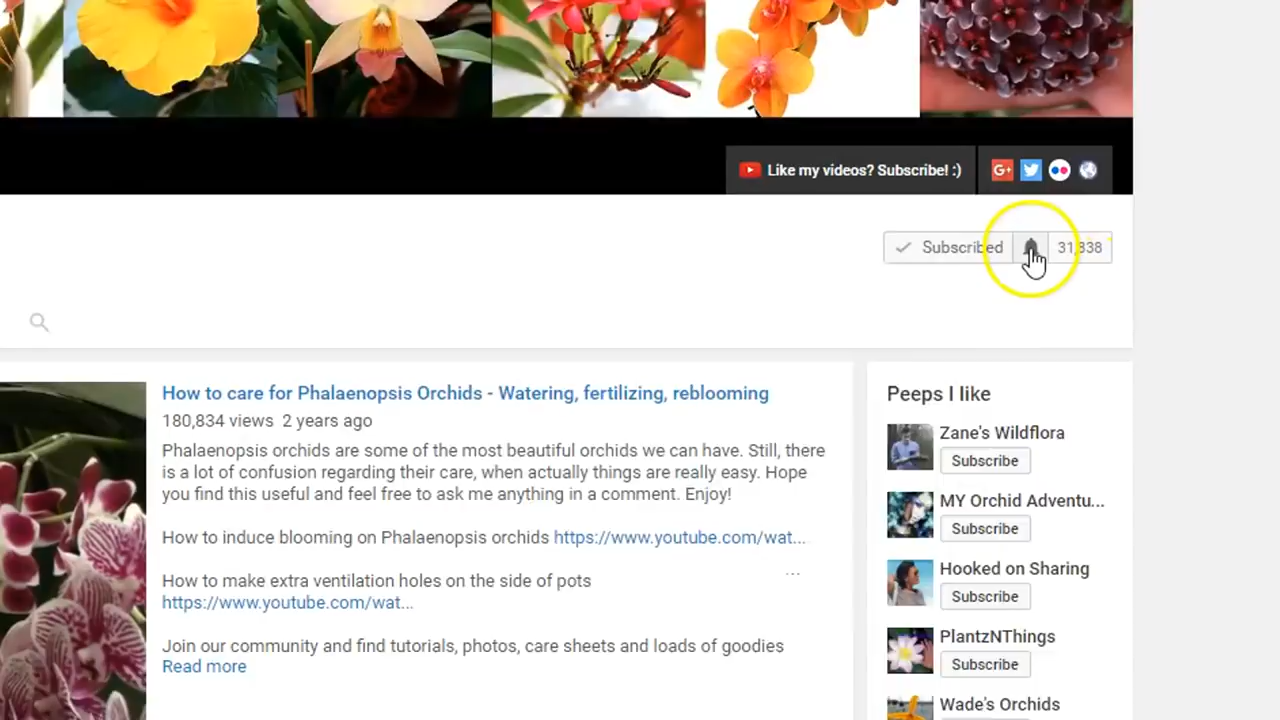 Like my videos? Subscribe! :)
G+
Subscribed
31,838
How to care for Phalaenopsis Orchids - Watering, fertilizing, reblooming
180,834 views 2 years ago
Phalaenopsis orchids are some of the most beautiful orchids we can have. Still, there
is a lot of confusion regarding their care, when actually things are really easy. Hope
you find this useful and feel free to ask me anything in a comment. Enjoy!
How to induce blooming on Phalaenopsis orchids https://www.youtube.com/wat...
How to make extra ventilation holes on the side of pots
https://www.youtube.com/wat...
Join our community and find tutorials, photos, care sheets and loads of goodies
Read more
...
Peeps I like
Zane's Wildflora
Subscribe
MY Orchid Adventu...
Subscribe
Hooked on Sharing
Subscribe
PlantzNThings
Subscribe
Wade's Orchids